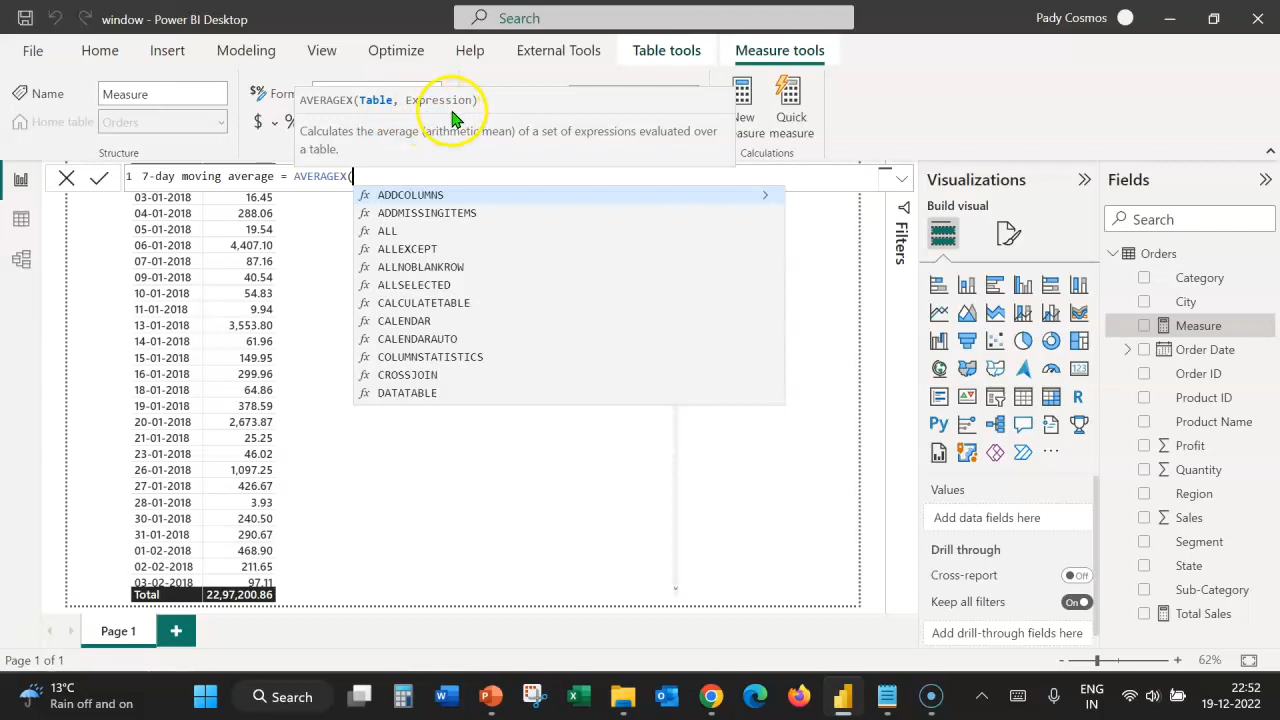 window - Power BI Desktop
Search
Pady Cosmos
File
Home
Insert
Modeling
View
Optimize
Help
External Tools
Table tools
Measure tools
Name
Measure
Home table
Orders
Structure
$ %
AVERAGEX(Table, Expression)
Calculates the average (arithmetic mean) of a set of expressions evaluated over
a table.
Quick
measure
Calculations
1 7-day moving average = AVERAGEX(
ADDCOLUMNS
ADDMISSINGITEMS
ALL
ALLEXCEPT
ALLNOBLANKROW
ALLSELECTED
CALCULATETABLE
CALENDAR
CALENDARAUTO
COLUMNSTATISTICS
CROSSJOIN
DATATABLE
03-01-2018 16.45
04-01-2018 288.06
05-01-2018 19.54
06-01-2018 4,407.10
07-01-2018 87.16
09-01-2018 40.54
10-01-2018 54.83
11-01-2018 9.94
13-01-2018 3,553.80
14-01-2018 61.96
15-01-2018 149.95
16-01-2018 299.96
18-01-2018 64.86
19-01-2018 378.59
20-01-2018 2,673.87
21-01-2018 25.25
23-01-2018 46.02
26-01-2018 1,097.25
27-01-2018 426.67
28-01-2018 3.93
30-01-2018 240.50
31-01-2018 290.67
01-02-2018 468.90
02-02-2018 211.65
03-02-2018 97.11
Total 22,97,200.86
Filters
Visualizations
Build visual
R
Py
123
Values
Add data fields here
Drill through
Cross-report
Off
Keep all filters
On
Add drill-through fields here
Fields
Search
Orders
Category
City
Measure
Order Date
Order ID
Product ID
Product Name
Profit
Quantity
Region
Sales
Segment
State
Sub-Category
Total Sales
Page 1
Page 1 of 1
62%
13°C
Rain off and on
Search
ENG
IN
22:52
19-12-2022